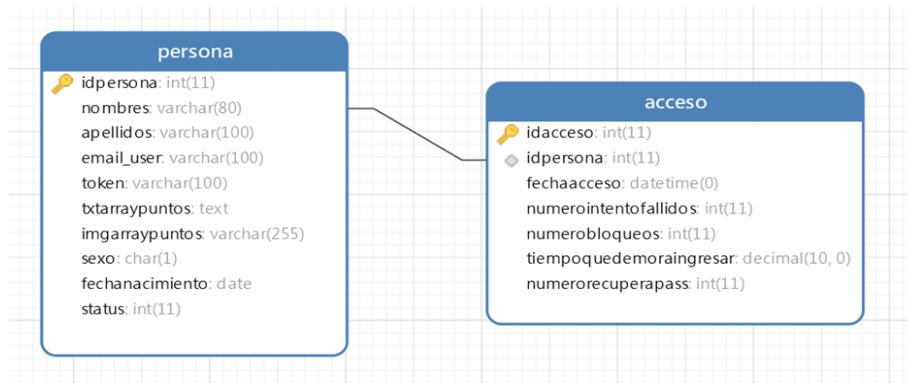 persona
idpersona: int(11)
nombres: varchar(80)
apellidos: varchar(100)
email_user: varchar(100)
token: varchar(100)
txtarraypuntos: text
imgarraypuntos: varchar(255)
sexo: char(1)
fechanacimiento: date
status: int(11)
acceso
idacceso: int(11)
idpersona: int(11)
fechaacceso: datetime(0)
numerointentofallidos: int(11)
numerobloqueos: int(11)
tiempoquedemoraingresar: decimal(10, 0)
numerorecuperapass: int(11)